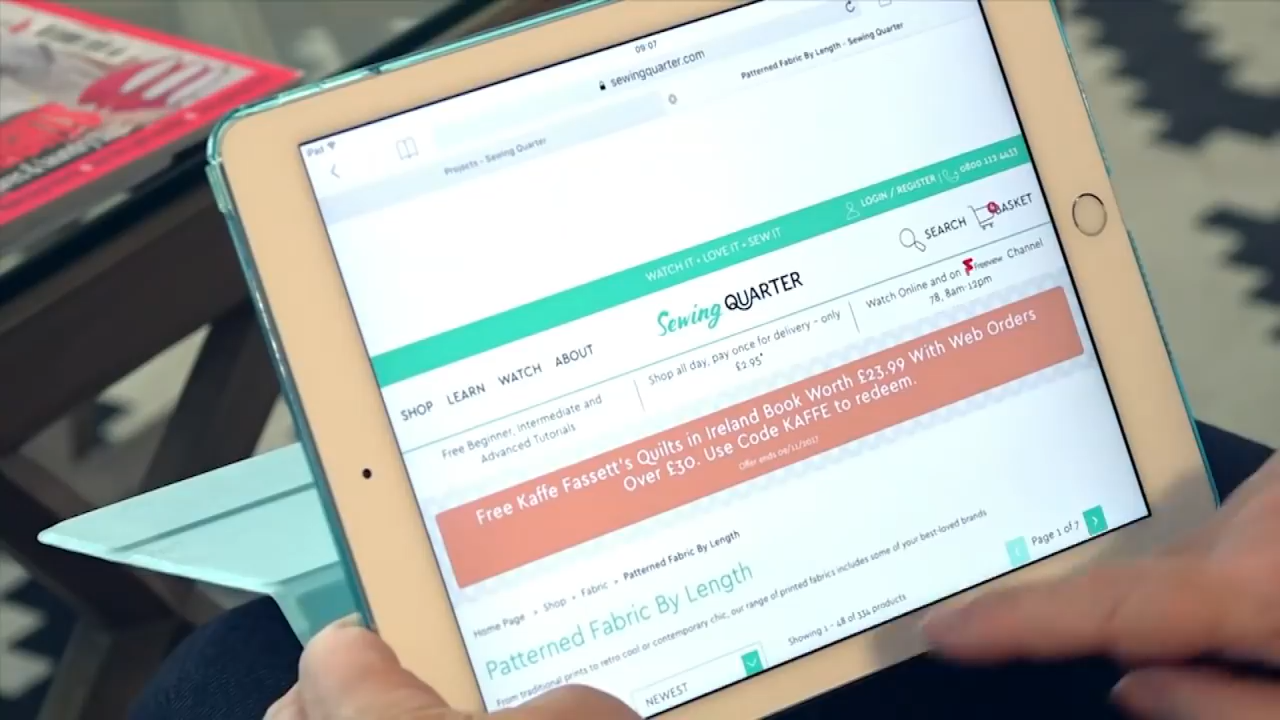 iPad
09:07
sewingquarter.com
Projects - Sewing Quarter
Patterned Fabric By Length - Sewing Quarter
WATCH IT • LOVE IT • SEW IT
LOGIN / REGISTER | 0800 113 4433
Sewing QUARTER
SEARCH
BASKET
SHOP LEARN WATCH ABOUT
Free Beginner, Intermediate and
Advanced Tutorials
Shop all day, pay once for delivery - only
£2.95*
Watch Online and on Freeview Channel
78, 8am-12pm
Free Kaffe Fassett's Quilts in Ireland Book Worth £23.99 With Web Orders
Over £30. Use Code KAFFE to redeem.
Offer ends 09/11/2017
Home Page > Shop > Fabric > Patterned Fabric By Length
Patterned Fabric By Length
From traditional prints to retro cool or contemporary chic, our range of printed fabrics includes some of your best-loved brands
NEWEST
Showing 1 - 48 of 334 products
Page 1 of 7